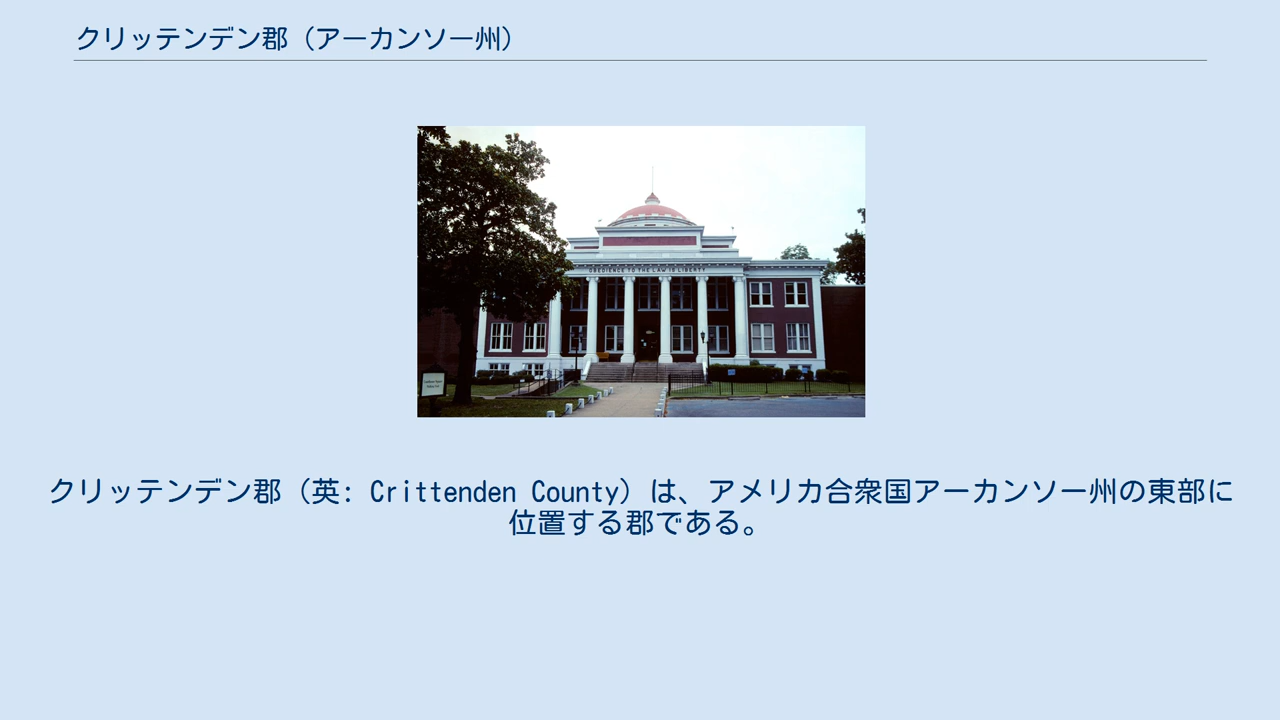 クリッテンデン郡（アーカンソー州）
OBEDIENCE TO THE LAW IS LIBERTY
クリッテンデン郡（英: Crittenden County）は、アメリカ合衆国アーカンソー州の東部に
位置する郡である。